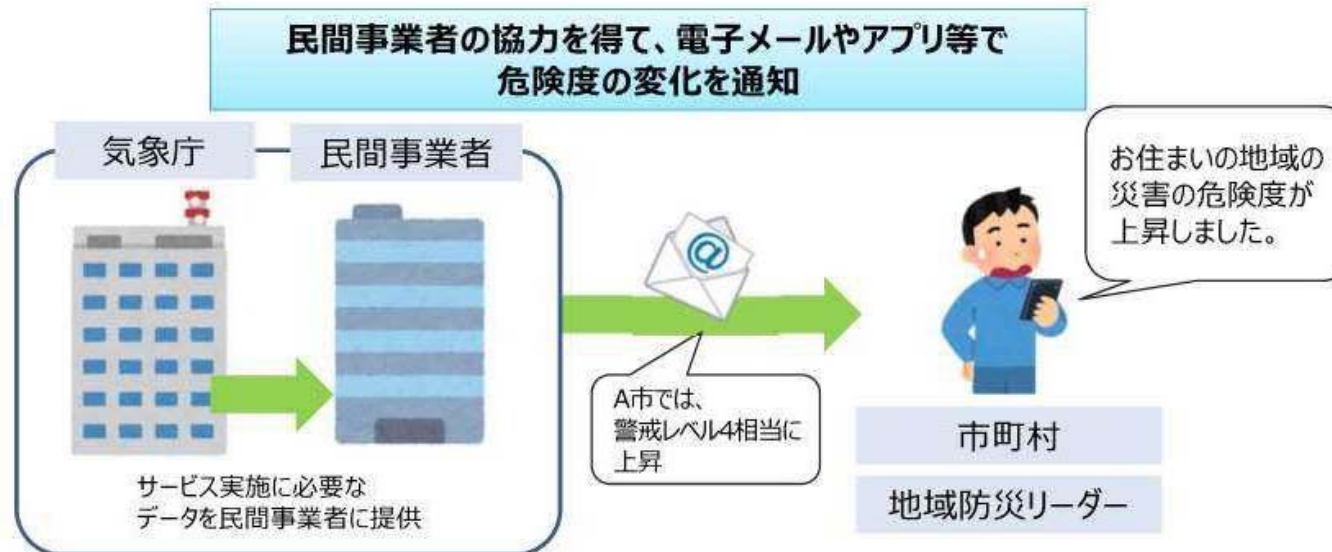 民間事業者の協力を得て、電子メールやアプリ等で
危険度の変化を通知
気象庁
民間事業者
サービス実施に必要な
データを民間事業者に提供
@
A市では、
警戒レベル4相当に
上昇
お住まいの地域の
災害の危険度が
上昇しました。
市町村
地域防災リーダー